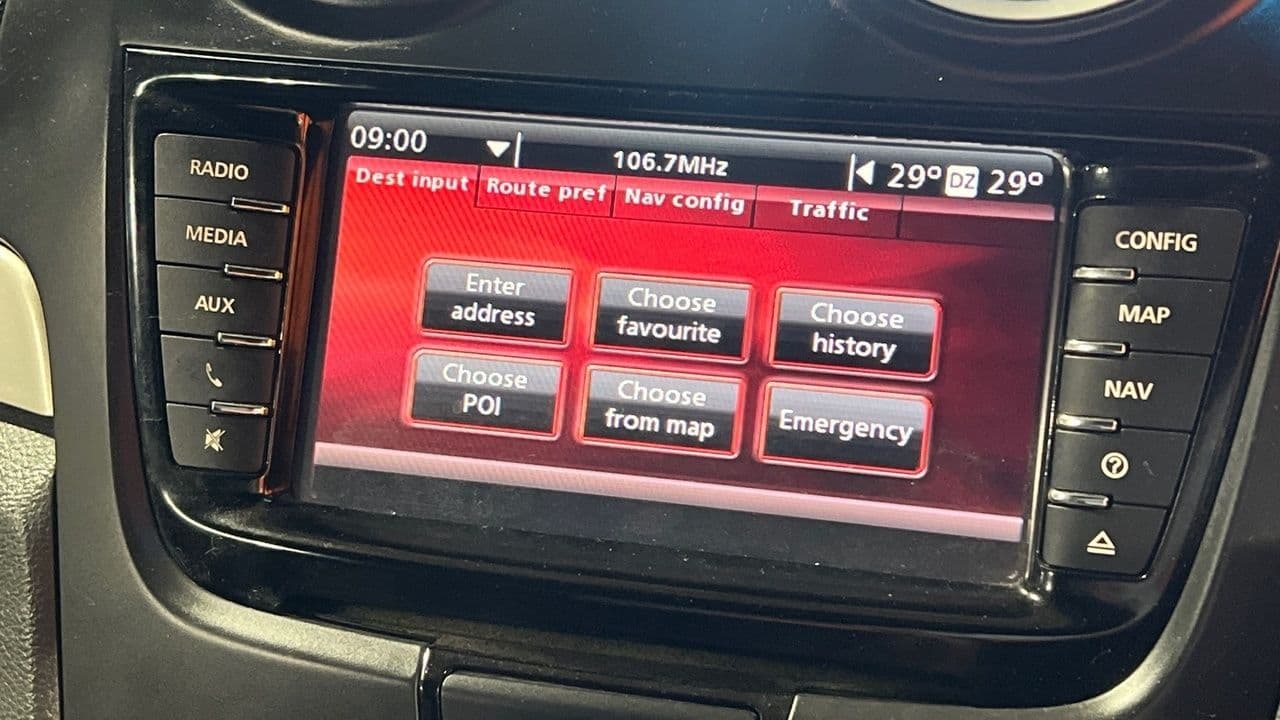 09:00 106.7MHz 29° DZ 29°
Dest input Route pref Nav config Traffic
Enter
address
Choose
favourite
Choose
history
Choose
POI
Choose
from map
Emergency
RADIO
MEDIA
AUX
CONFIG
MAP
NAV
?